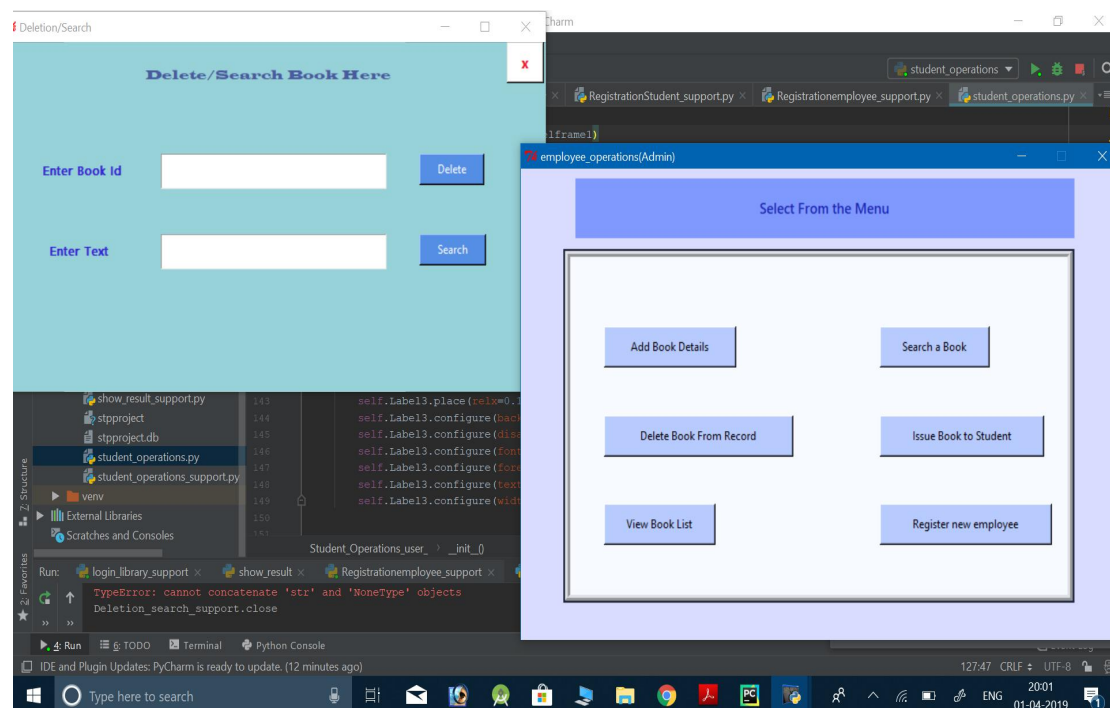 Deletion/Search
Delete/Search Book Here
x
Enter Book Id
Delete
Enter Text
Search
Charm
student_operations
RegistrationStudent_support.py
Registrationemployee_support.py
student_operations.py
lframe1)
employee_operations(Admin)
Select From the Menu
Add Book Details
Search a Book
Delete Book From Record
Issue Book to Student
View Book List
Register new employee
show_result_support.py
stpproject
stpproject.db
student_operations.py
student_operations_support.py
venv
External Libraries
Scratches and Consoles
Z: Structure
2: Favorites
143 self.Label3.place(relx=0.1
144 self.Label3.configure(bac
145 self.Label3.configure(dis
146 self.Label3.configure(fon
147 self.Label3.configure(for
148 self.Label3.configure(tex
149 self.Label3.configure(wid
150
151
Student_Operations_user_ › __init__()
Run: login_library_support show_result Registrationemployee_support
TypeError: cannot concatenate 'str' and 'NoneType' objects
Deletion_search_support.close
4: Run 6: TODO Terminal Python Console
IDE and Plugin Updates: PyCharm is ready to update. (12 minutes ago)
127:47 CRLF UTF-8
Type here to search
PC
ENG
20:01
01-04-2019
1